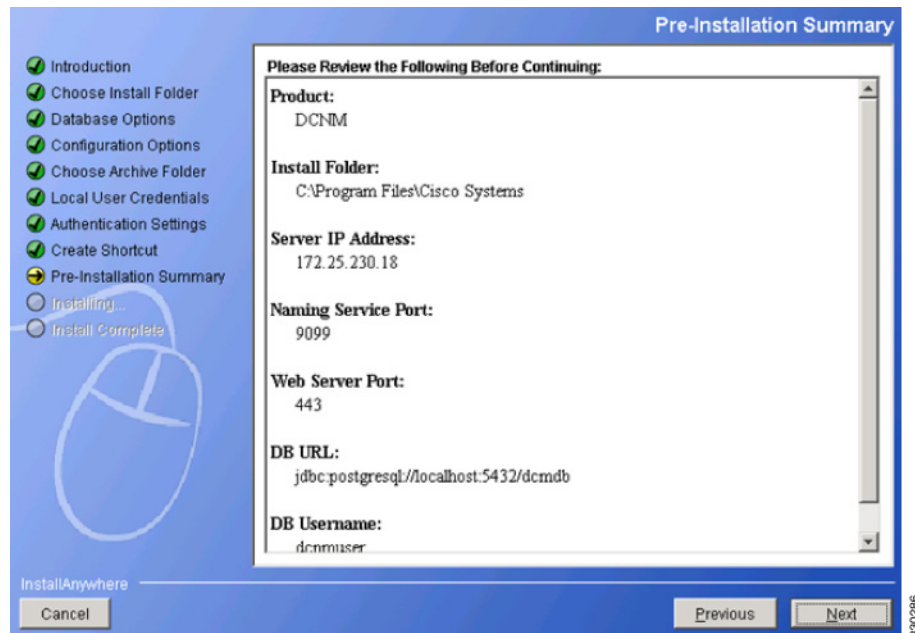 Pre-Installation Summary
Introduction
Choose Install Folder
Database Options
Configuration Options
Choose Archive Folder
Local User Credentials
Authentication Settings
Create Shortcut
Pre-Installation Summary
Installing...
Install Complete
Please Review the Following Before Continuing:
Product:
DCNM
Install Folder:
C:\Program Files\Cisco Systems
Server IP Address:
172.25.230.18
Naming Service Port:
9099
Web Server Port:
443
DB URL:
jdbc:postgresql://localhost:5432/dcmdb
DB Username:
dcnmuser
InstallAnywhere
Cancel
Previous
Next